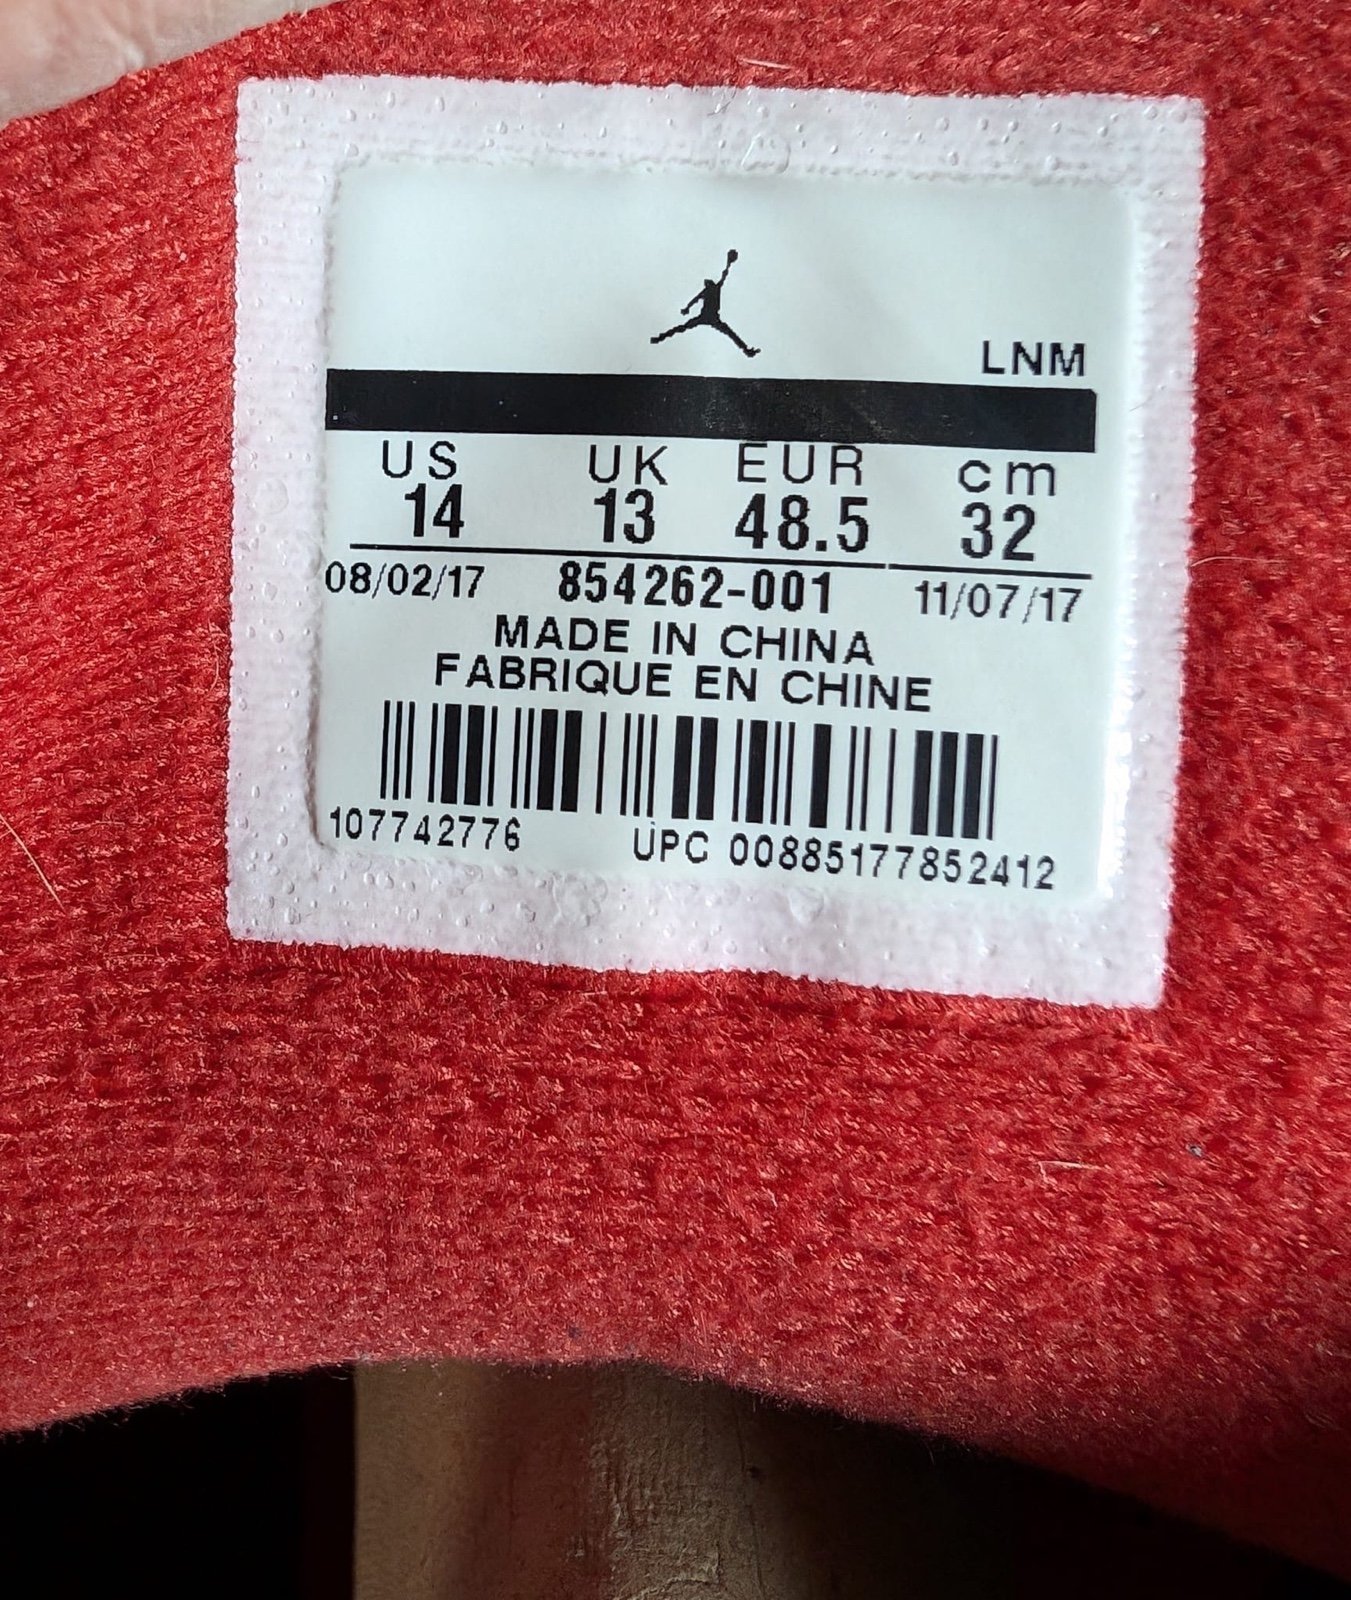 LNM
US UK EUR cm
14 13 48.5 32
08/02/17 854262-001 11/07/17
MADE IN CHINA
FABRIQUE EN CHINE
107742776 UPC 00885177852412